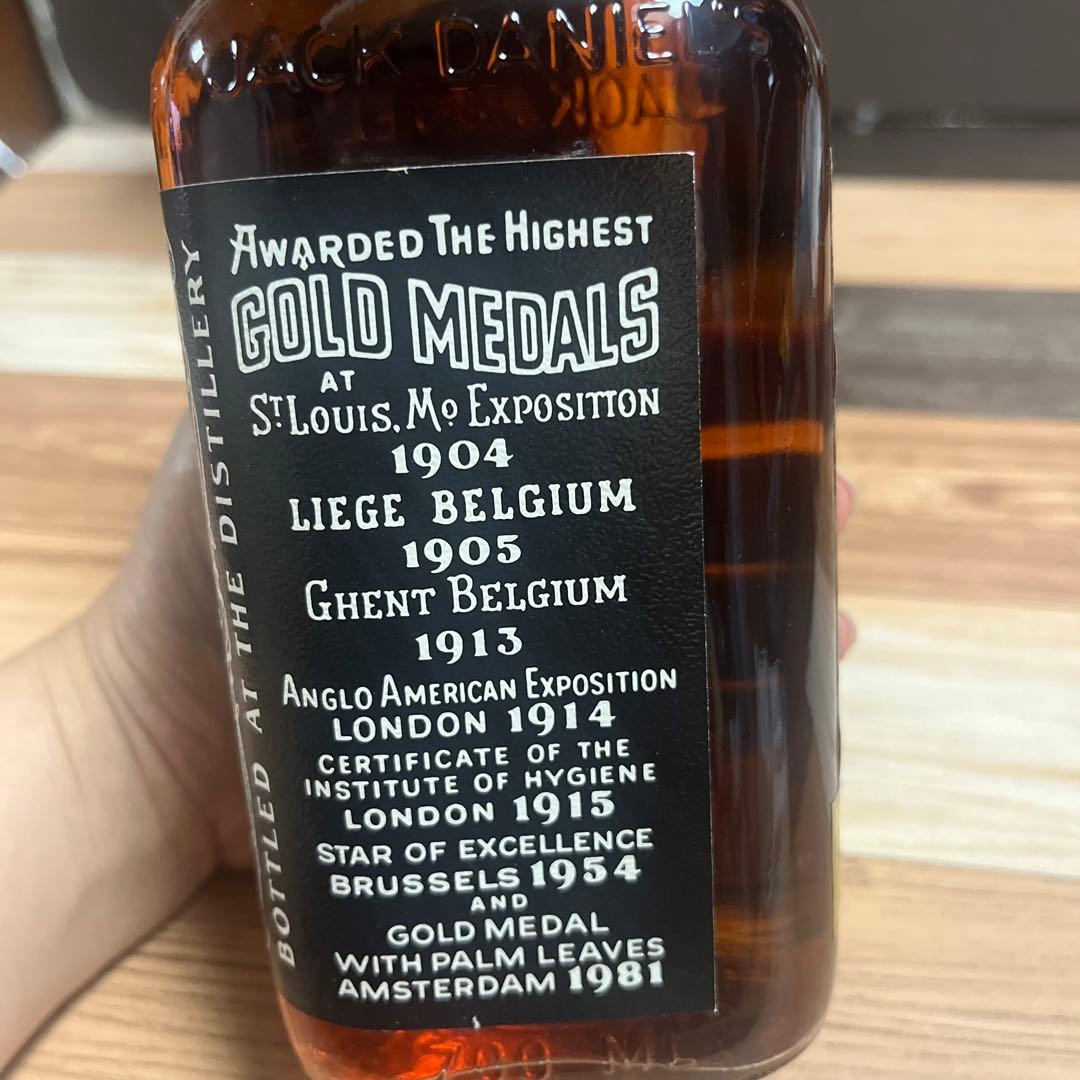 JACK DANIEL'S
AWARDED THE HIGHEST
GOLD MEDALS
AT
ST LOUIS, MO EXPOSITION
1904
LIEGE BELGIUM
1905
GHENT BELGIUM
1913
ANGLO AMERICAN EXPOSITION
LONDON 1914
CERTIFICATE OF THE
INSTITUTE OF HYGIENE
LONDON 1915
STAR OF EXCELLENCE
BRUSSELS 1954
AND
GOLD MEDAL
WITH PALM LEAVES
AMSTERDAM 1981
BOTTLED AT THE DISTILLERY
700 ML